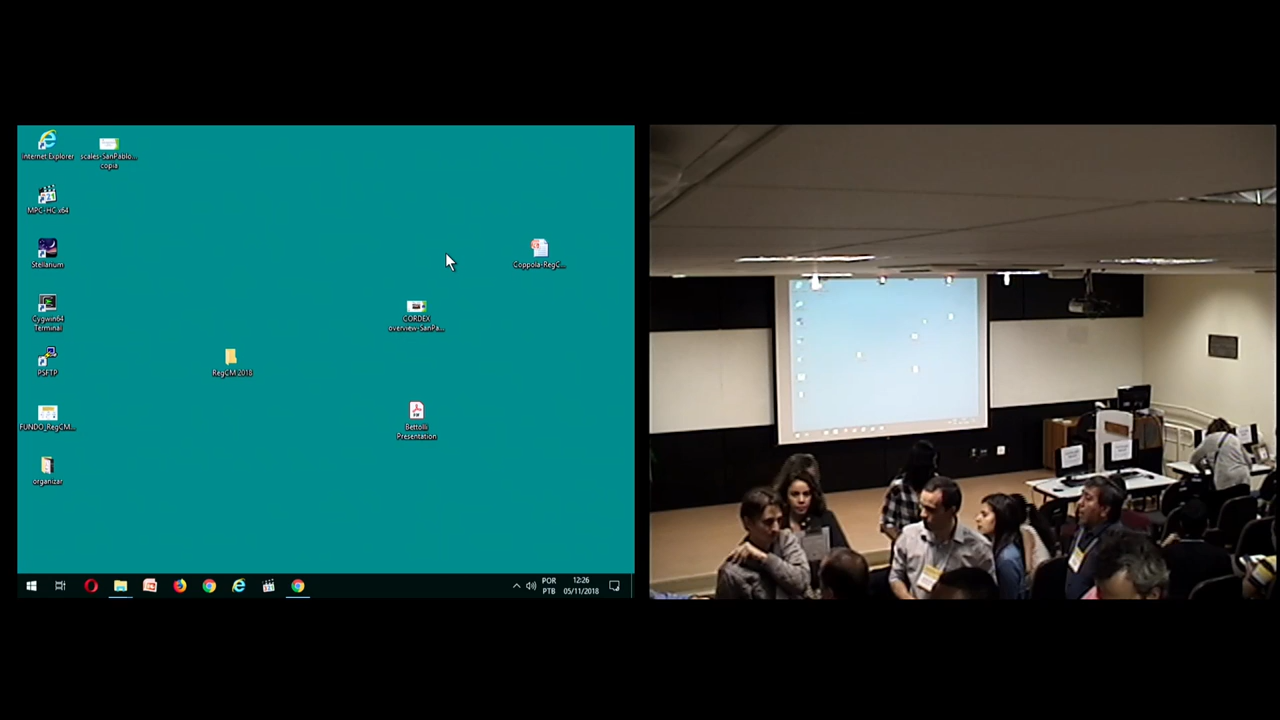 Internet Explorer
scales-SanPablo...
copia
MPC-HC x64
Stellarium
Coppola-RegC...
Cygwin64
Terminal
CORDEX
overview-SanPa...
PSFTP
RegCM 2018
FUNDO_RegCM...
Bettolli
Presentation
organizar
POR
PTB
12:26
05/11/2018